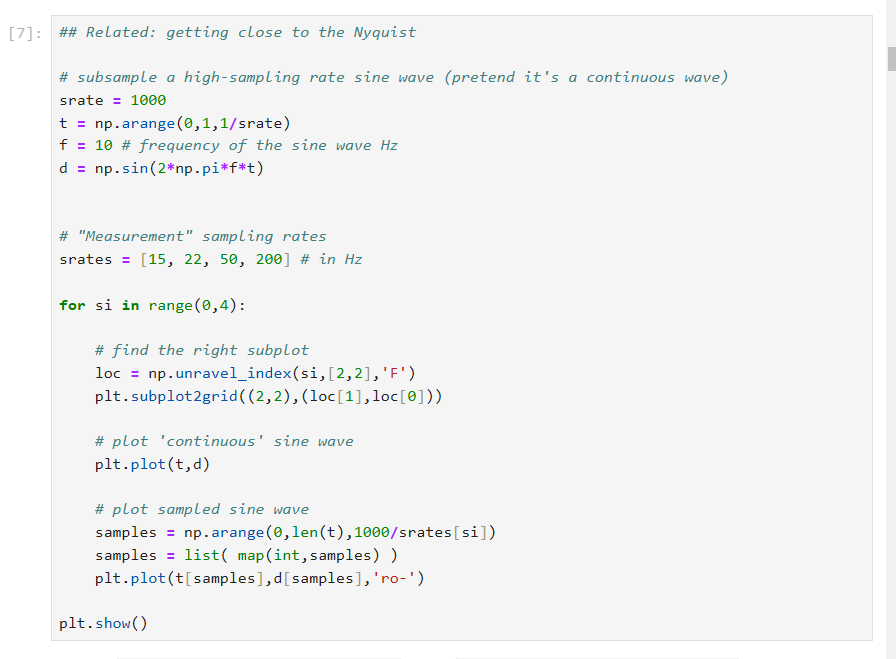 [7]: ## Related: getting close to the Nyquist
# subsample a high-sampling rate sine wave (pretend it's a continuous wave)
srate = 1000
t = np.arange(0,1,1/srate)
f = 10 # frequency of the sine wave Hz
d = np.sin(2*np.pi*f*t)
# "Measurement" sampling rates
srates = [15, 22, 50, 200] # in Hz
for si in range(0,4):
# find the right subplot
loc = np.unravel_index(si,[2,2],'F')
plt.subplot2grid((2,2),(loc[1],loc[0]))
# plot 'continuous' sine wave
plt.plot(t,d)
# plot sampled sine wave
samples = np.arange(0,len(t),1000/srates[si])
samples = list( map(int,samples) )
plt.plot(t[samples],d[samples],'ro-')
plt.show()